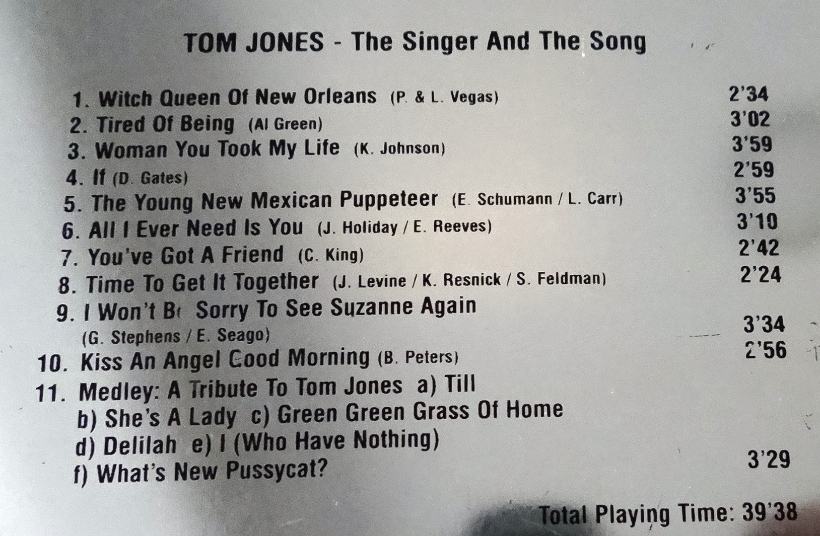 TOM JONES - The Singer And The Song
1. Witch Queen Of New Orleans (P. & L. Vegas) 2'34
2. Tired Of Being (Al Green) 3'02
3. Woman You Took My Life (K. Johnson) 3'59
4. If (D. Gates) 2'59
5. The Young New Mexican Puppeteer (E. Schumann / L. Carr) 3'55
6. All I Ever Need Is You (J. Holiday / E. Reeves) 3'10
7. You've Got A Friend (C. King) 2'42
8. Time To Get It Together (J. Levine / K. Resnick / S. Feldman) 2'24
9. I Won't Be Sorry To See Suzanne Again
(G. Stephens / E. Seago) 3'34
10. Kiss An Angel Good Morning (B. Peters) 2'56
11. Medley: A Tribute To Tom Jones a) Till
b) She's A Lady c) Green Green Grass Of Home
d) Delilah e) I (Who Have Nothing)
f) What's New Pussycat? 3'29
Total Playing Time: 39'38